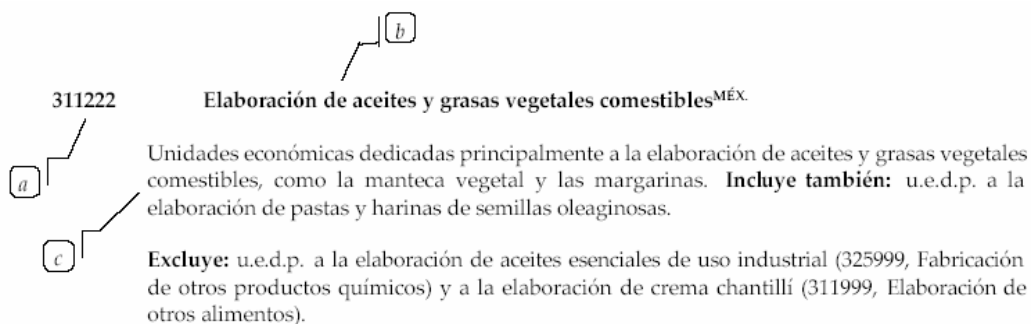 b
311222 Elaboración de aceites y grasas vegetales comestiblesMÉX.
a
Unidades económicas dedicadas principalmente a la elaboración de aceites y grasas vegetales
comestibles, como la manteca vegetal y las margarinas. Incluye también: u.e.d.p. a la
elaboración de pastas y harinas de semillas oleaginosas.
c
Excluye: u.e.d.p. a la elaboración de aceites esenciales de uso industrial (325999, Fabricación
de otros productos químicos) y a la elaboración de crema chantillí (311999, Elaboración de
otros alimentos).